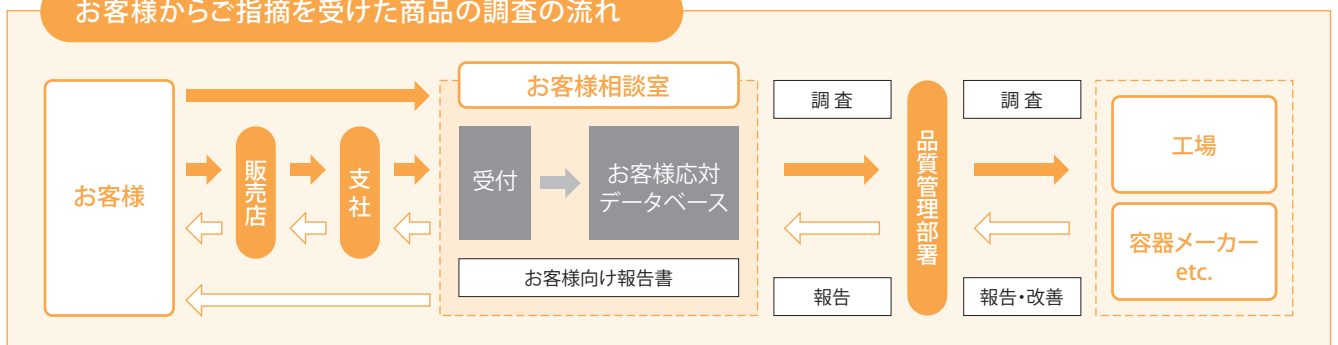 お客様からご指摘を受けた商品の調査の流れ
お客様
販売店
支社
お客様相談室
受付
お客様応対
データベース
お客様向け報告書
調査
報告
品質管理部署
調査
報告・改善
工場
容器メーカー
etc.